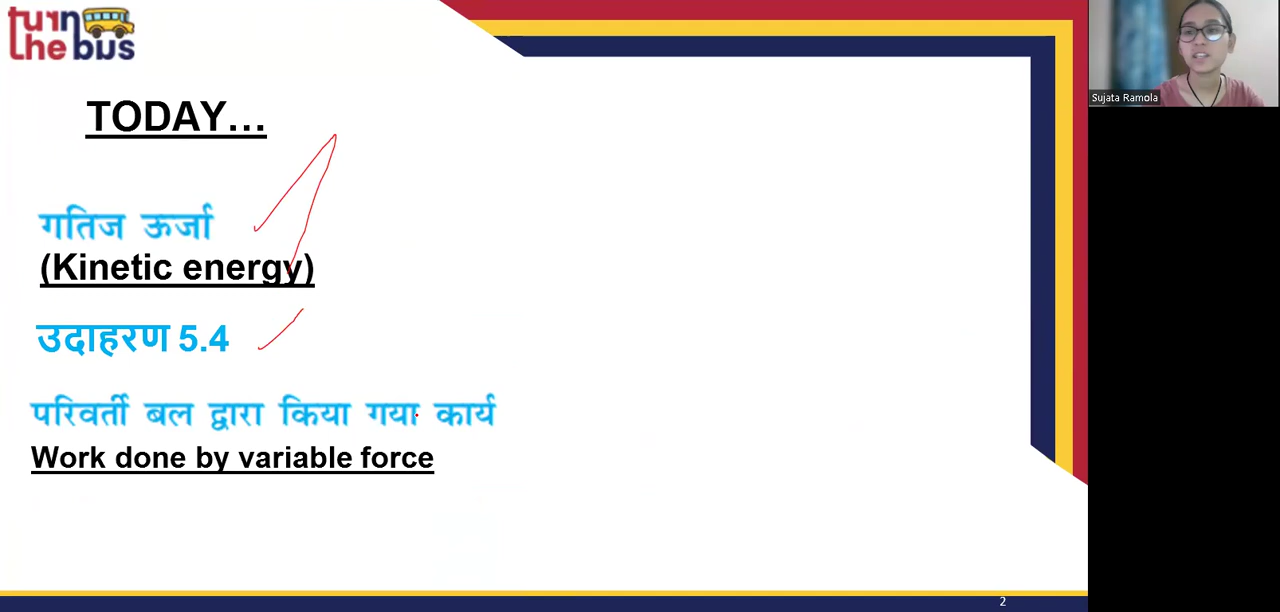 turn
the bus
Sujata Ramola
TODAY...
गतिज ऊर्जा
(Kinetic energy)
उदाहरण 5.4
परिवर्ती बल द्वारा किया गया कार्य
Work done by variable force
2